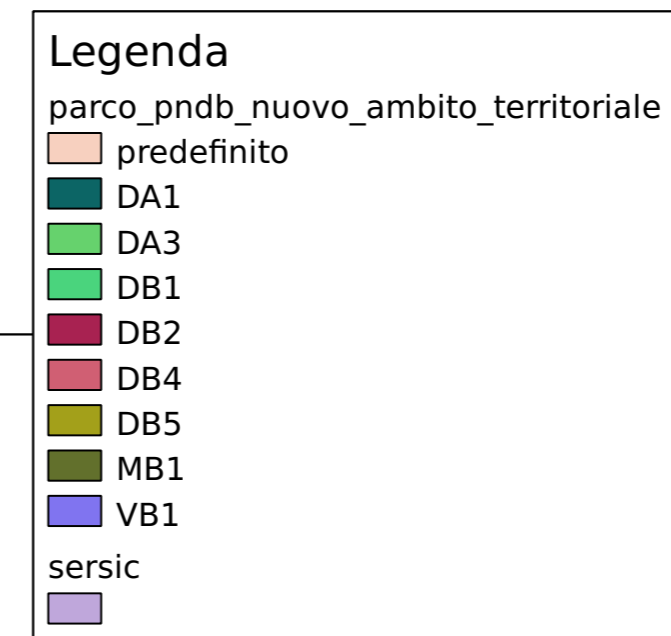 Legenda
parco_pndb_nuovo_ambito_territoriale
predefinito
DA1
DA3
DB1
DB2
DB4
DB5
MB1
VB1
sersic